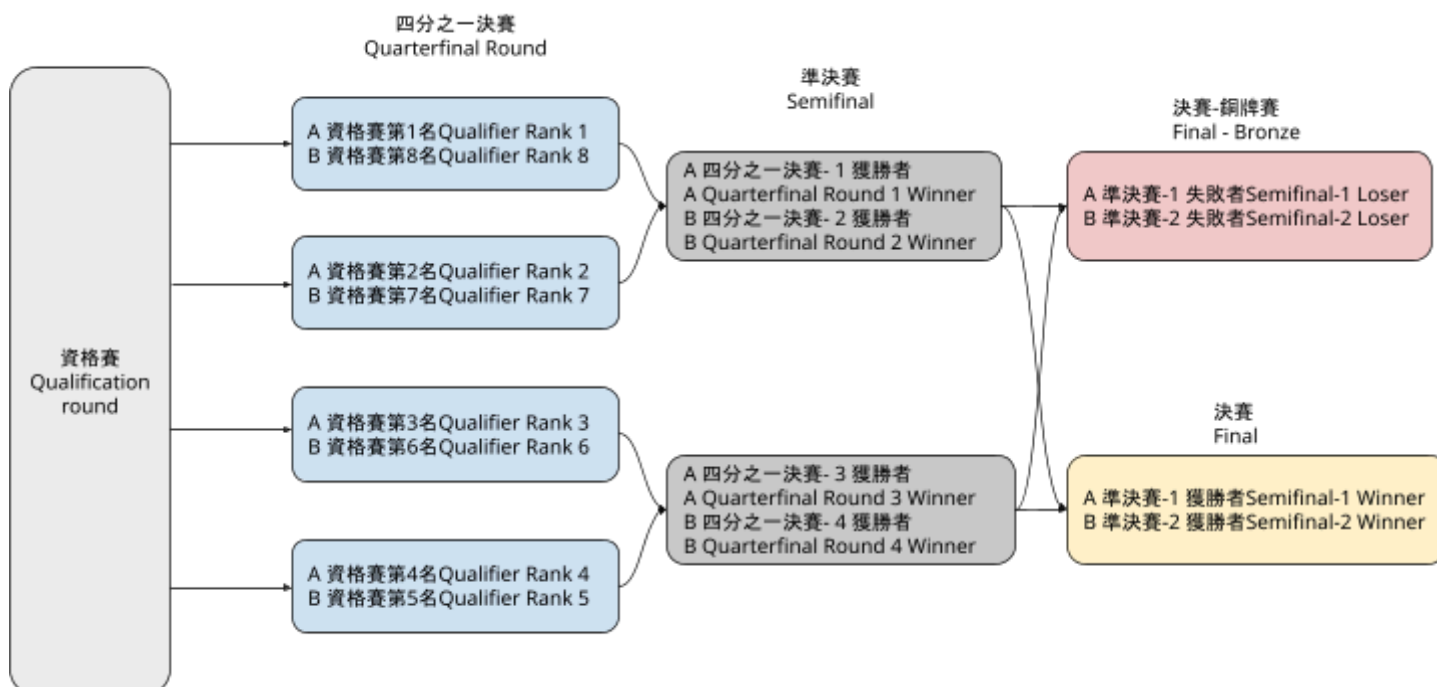 四分之一決賽
Quarterfinal Round
準決賽
Semifinal
決賽-銅牌賽
Final - Bronze
資格賽
Qualification
round
A 資格賽第1名Qualifier Rank 1
B 資格賽第8名Qualifier Rank 8
A 資格賽第2名Qualifier Rank 2
B 資格賽第7名Qualifier Rank 7
A 資格賽第3名Qualifier Rank 3
B 資格賽第6名Qualifier Rank 6
A 資格賽第4名Qualifier Rank 4
B 資格賽第5名Qualifier Rank 5
A 四分之一決賽- 1 獲勝者
A Quarterfinal Round 1 Winner
B 四分之一決賽- 2 獲勝者
B Quarterfinal Round 2 Winner
A 四分之一決賽- 3 獲勝者
A Quarterfinal Round 3 Winner
B 四分之一決賽- 4 獲勝者
B Quarterfinal Round 4 Winner
A 準決賽-1 失敗者Semifinal-1 Loser
B 準決賽-2 失敗者Semifinal-2 Loser
決賽
Final
A 準決賽-1 獲勝者Semifinal-1 Winner
B 準決賽-2 獲勝者Semifinal-2 Winner